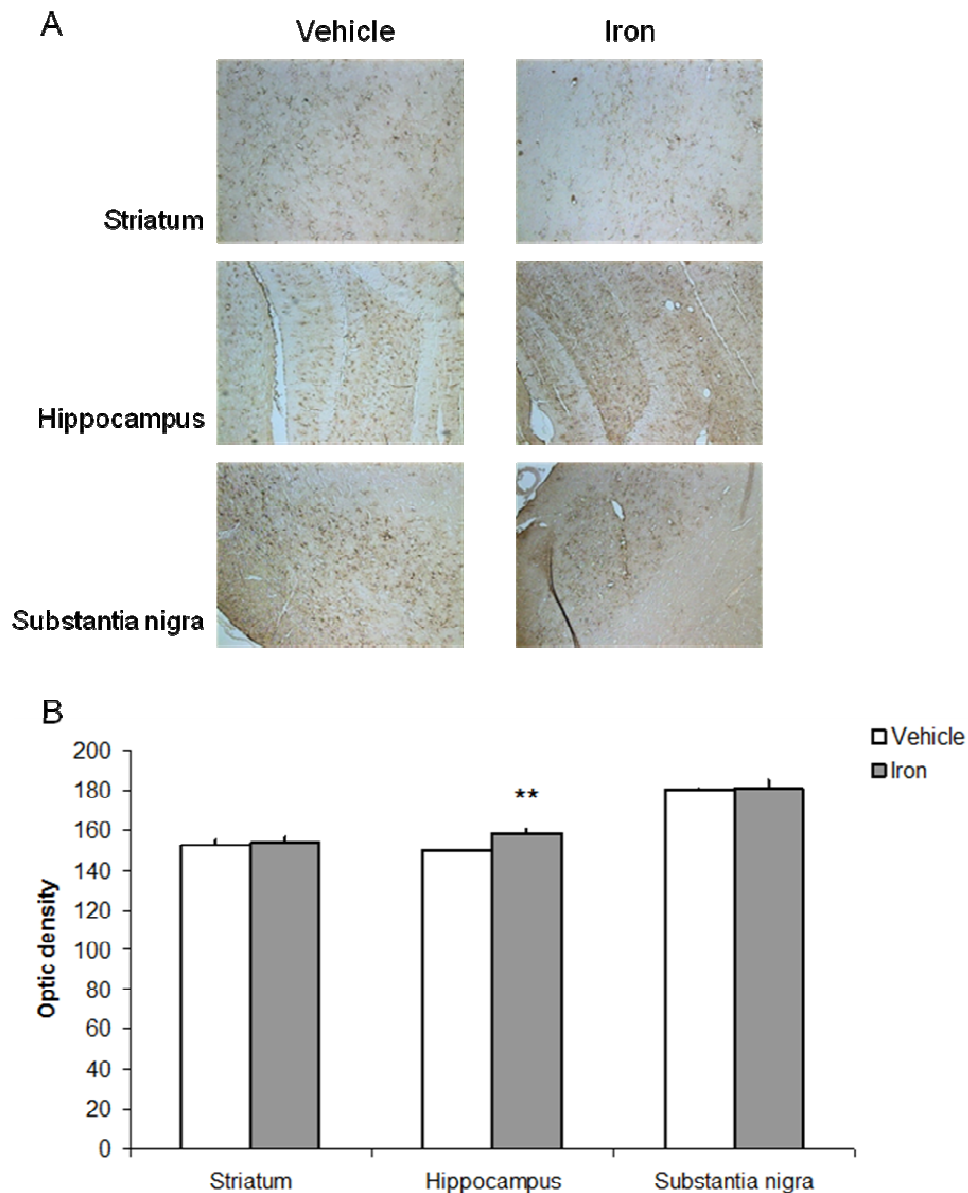 A
Vehicle Iron
Striatum
Hippocampus
Substantia nigra
B
Vehicle
Iron
**
Optic density
200
180
160
140
120
100
80
60
40
20
0
Striatum Hippocampus Substantia nigra